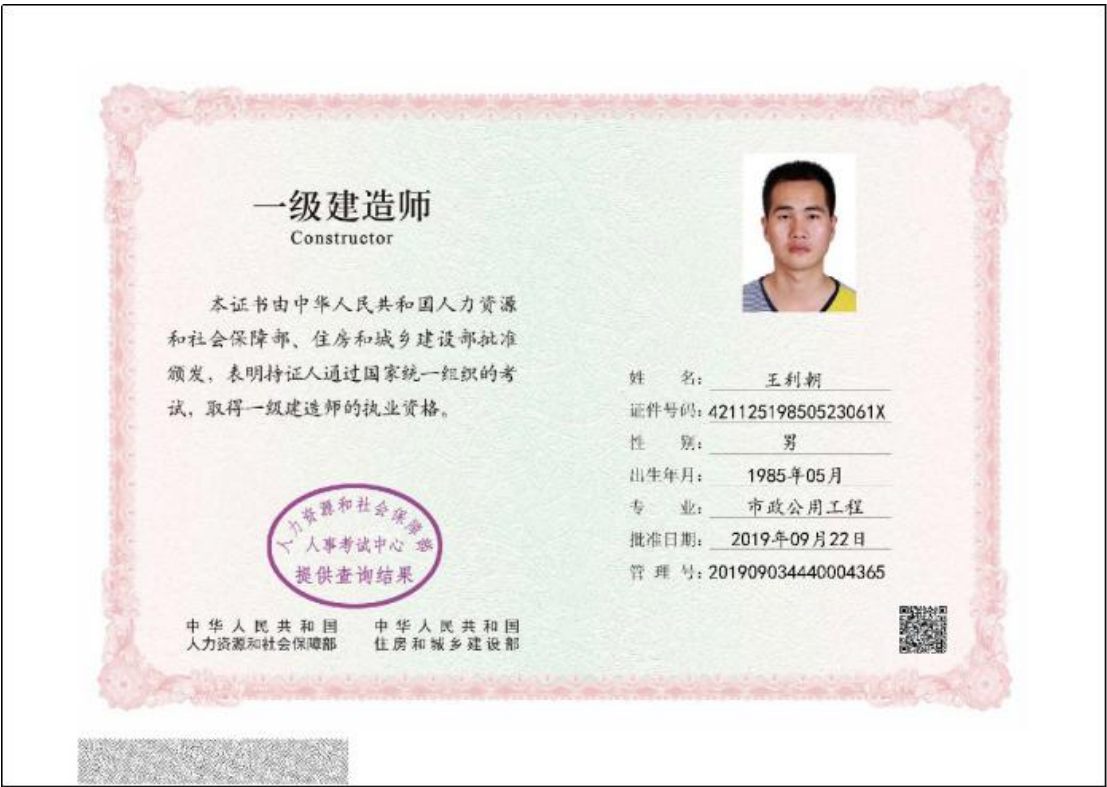 一级建造师
Constructor
本证书由中华人民共和国人力资源
和社会保障部、住房和城乡建设部批准
颁发,表明持证人通过国家统一组织的考
试,取得一级建造师的执业资格。
人力资源和社会保障部
人事考试中心
提供查询结果
中华人民共和国
人力资源和社会保障部
中华人民共和国
住房和城乡建设部
姓 名: 王利朝
证件号码: 42112519850523061X
性 别: 男
出生年月: 1985年05月
专 业: 市政公用工程
批准日期: 2019年09月22日
管 理 号: 201909034440004365